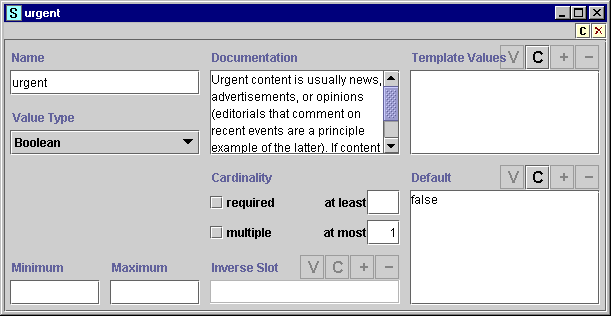 S urgent
C
Name
urgent
Value Type
Boolean
Documentation
Urgent content is usually news,
advertisements, or opinions
(editorials that comment on
recent events are a principle
example of the latter). If content
Template Values V C + −
Cardinality
required at least
multiple at most 1
Default V C + −
false
Minimum
Maximum
Inverse Slot V C + −